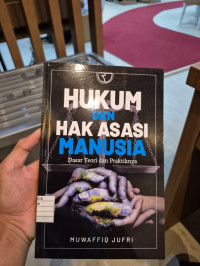 HUKUM
DAN
HAK ASASI
MANUSIA
Dasar Teori dan Praktiknya
MUWAFFIQ JUFRI